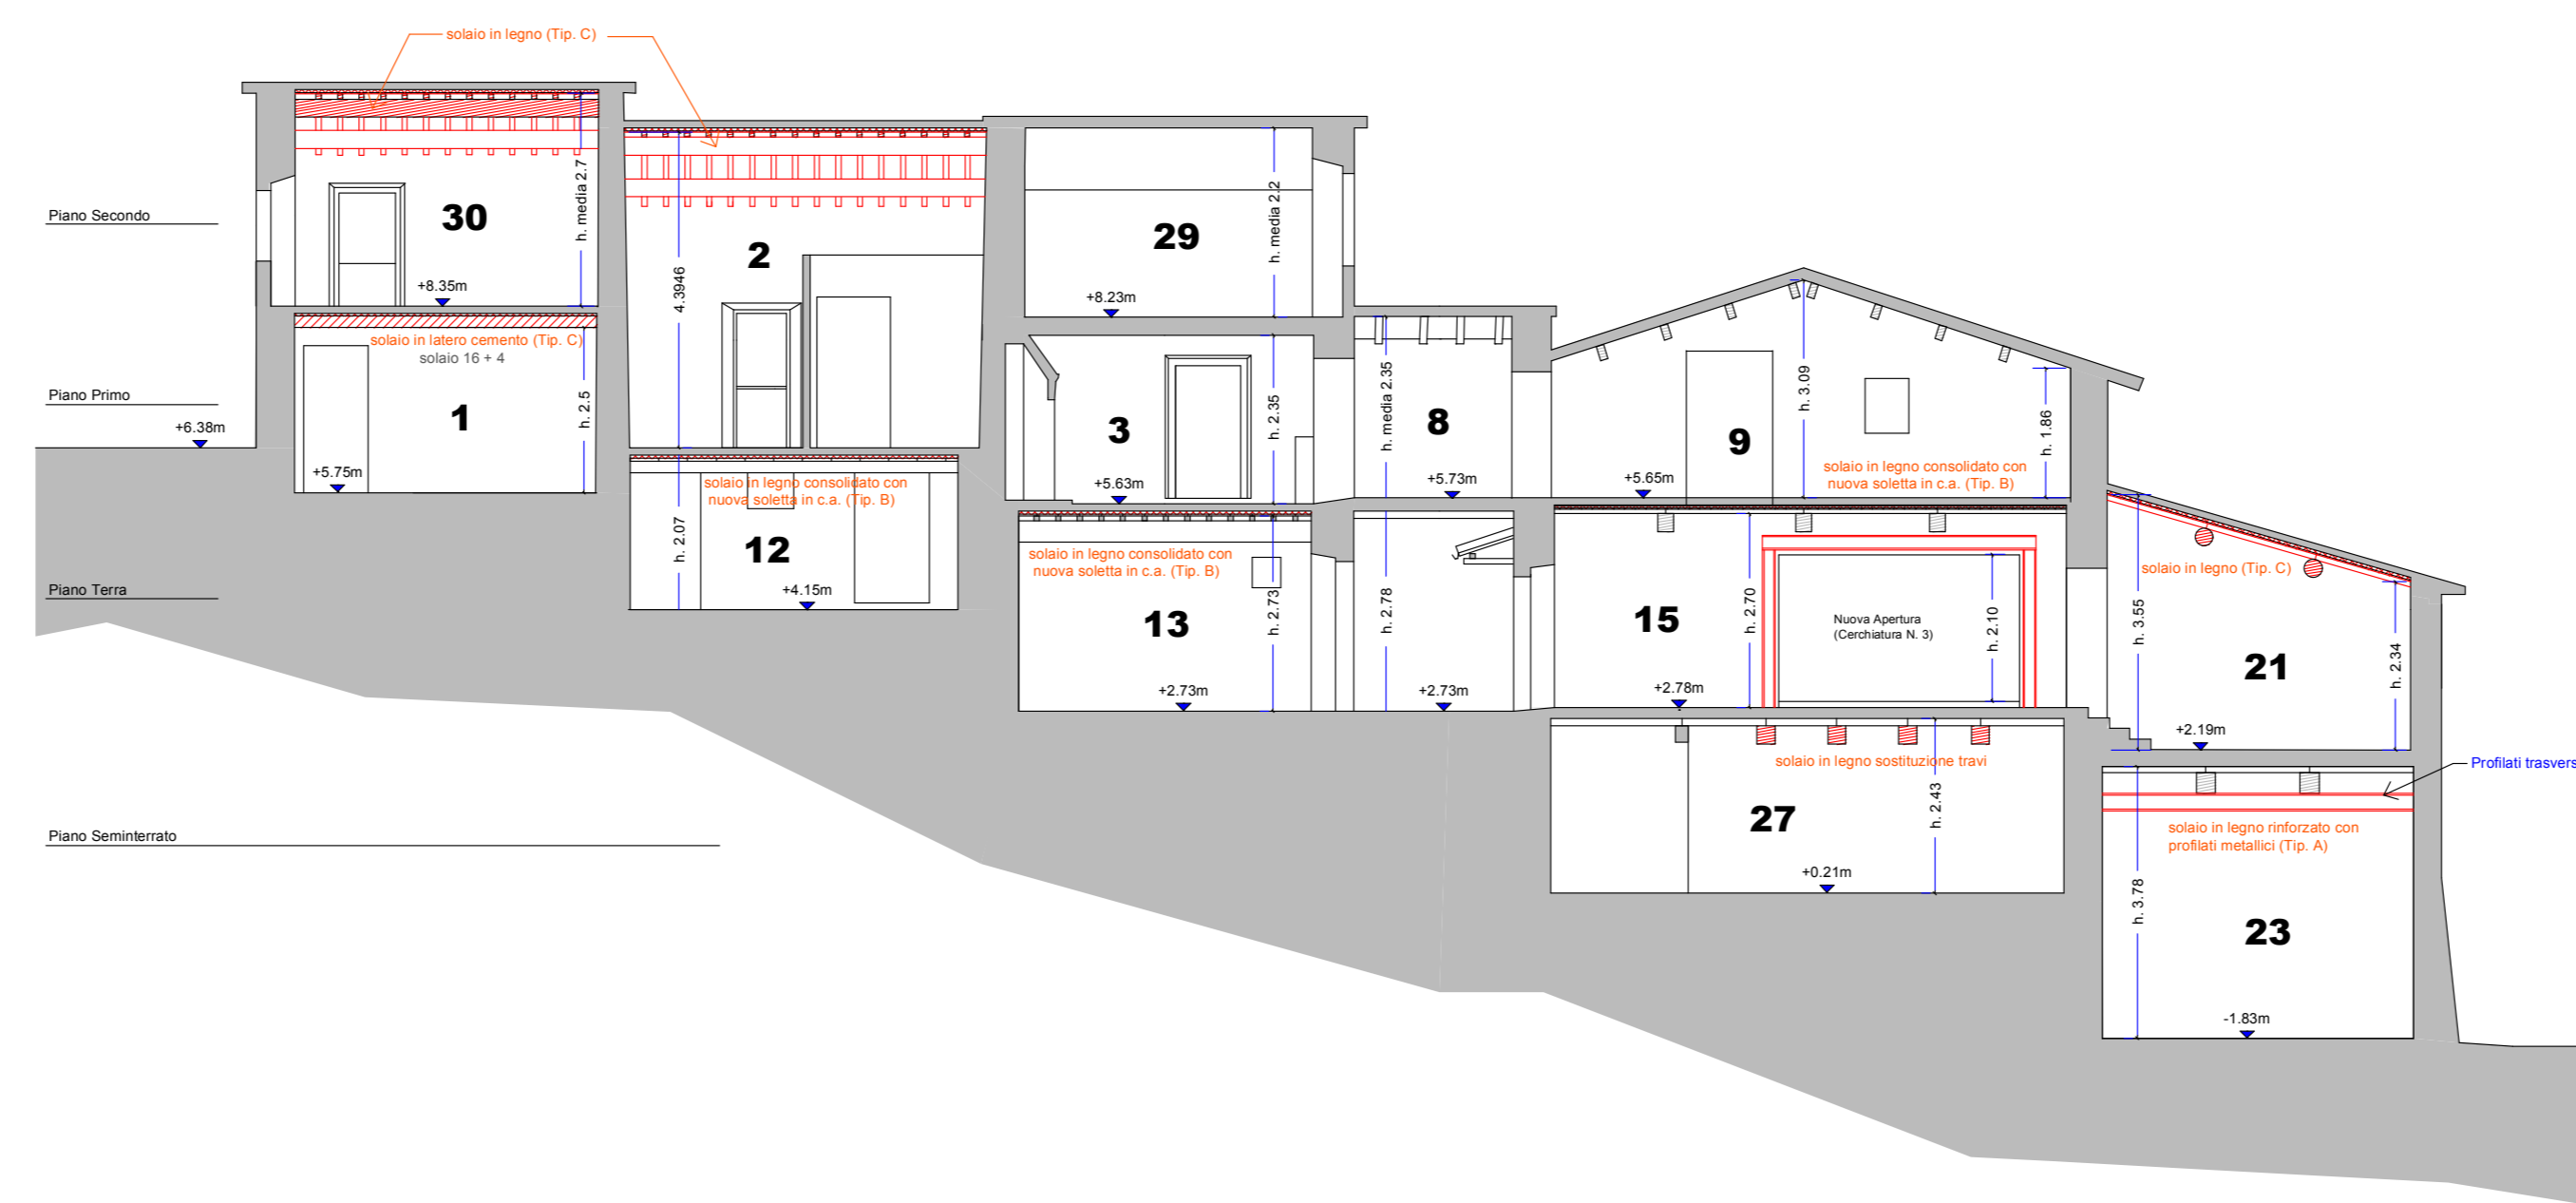 solaio in legno (Tip. C)
Piano Secondo
30
h. media 2.7
+8.35m
2
4.3946
29
h. media 2.2
+8.23m
solaio in latero cemento (Tip. C)
solaio 16 + 4
Piano Primo
+6.38m
1
h. 2.5
+5.75m
3
h. 2.35
+5.63m
h. media 2.35
8
+5.73m
h. 3.09
9
h. 1.86
+5.65m
solaio in legno consolidato con
nuova soletta in c.a. (Tip. B)
solaio in legno consolidato con
nuova soletta in c.a. (Tip. B)
h. 2.07
12
+4.15m
Piano Terra
solaio in legno consolidato con
nuova soletta in c.a. (Tip. B)
13
h. 2.73
+2.73m
h. 2.78
+2.73m
15
h. 2.70
Nuova Apertura
(Cerchiatura N. 3)
h. 2.10
+2.78m
solaio in legno (Tip. C)
h. 3.55
21
h. 2.34
+2.19m
Piano Seminterrato
solaio in legno sostituzione travi
27
h. 2.43
+0.21m
Profilati trasvers
solaio in legno rinforzato con
profilati metallici (Tip. A)
h. 3.78
23
-1.83m